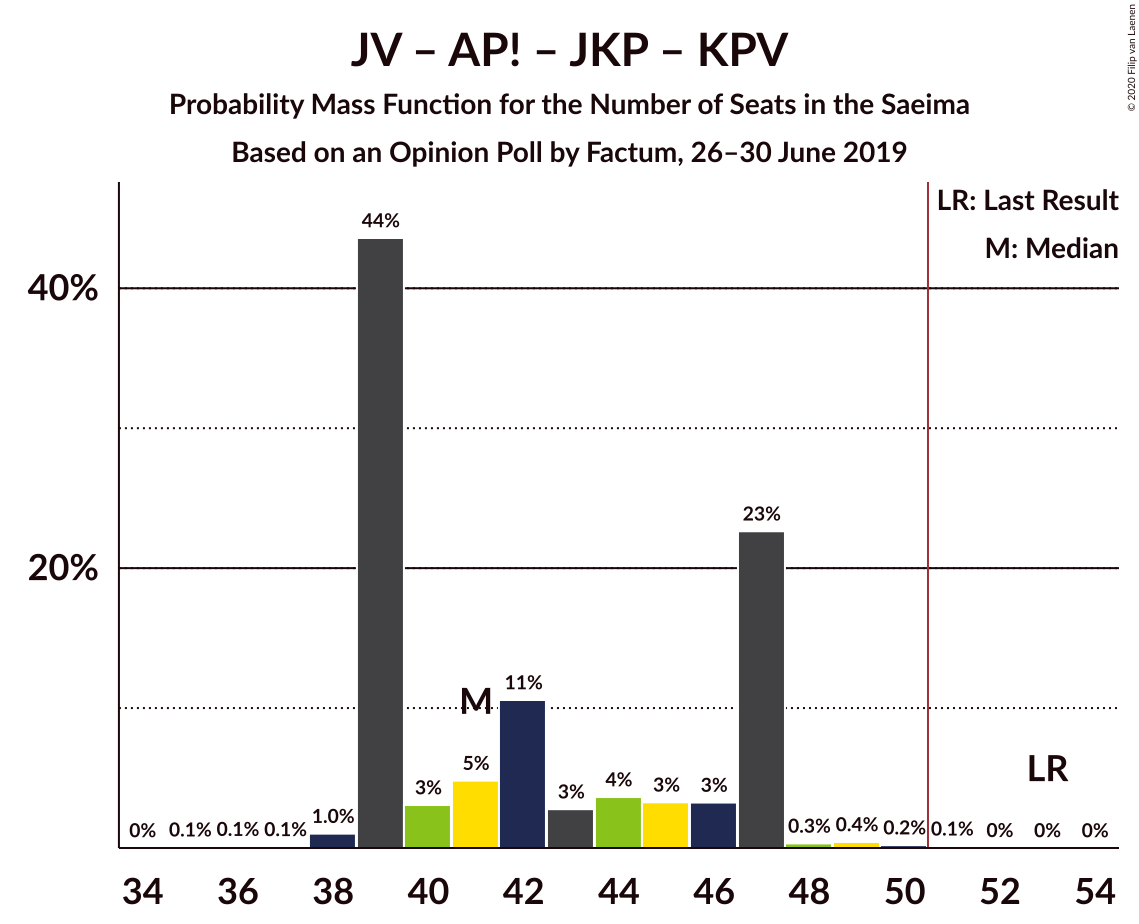 © 2020 Filip van Laenen
JV – AP! – JKP – KPV
Probability Mass Function for the Number of Seats in the Saeima
Based on an Opinion Poll by Factum, 26–30 June 2019
LR: Last Result
M: Median
40%
20%
0% 0.1% 0.1% 0.1% 1.0% 44% 3% 5% 11% 3% 4% 3% 3% 23% 0.3% 0.4% 0.2% 0.1% 0% 0% 0%
M
LR
34 36 38 40 42 44 46 48 50 52 54